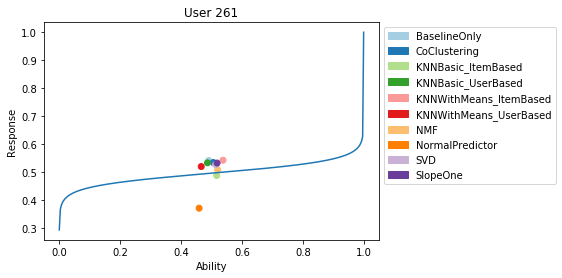 User 261
Response
1.0
0.9
0.8
0.7
0.6
0.5
0.4
0.3
0.0
0.2
0.4
0.6
0.8
1.0
Ability
BaselineOnly
CoClustering
KNNBasic_ItemBased
KNNBasic_UserBased
KNNWithMeans_ItemBased
KNNWithMeans_UserBased
NMF
NormalPredictor
SVD
SlopeOne